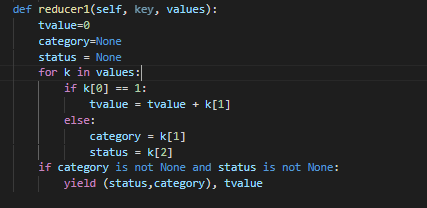 def reducer1(self, key, values):
    tvalue=0
    category=None
    status = None
    for k in values:
        if k[0] == 1:
            tvalue = tvalue + k[1]
        else:
            category = k[1]
            status = k[2]
    if category is not None and status is not None:
        yield (status,category), tvalue